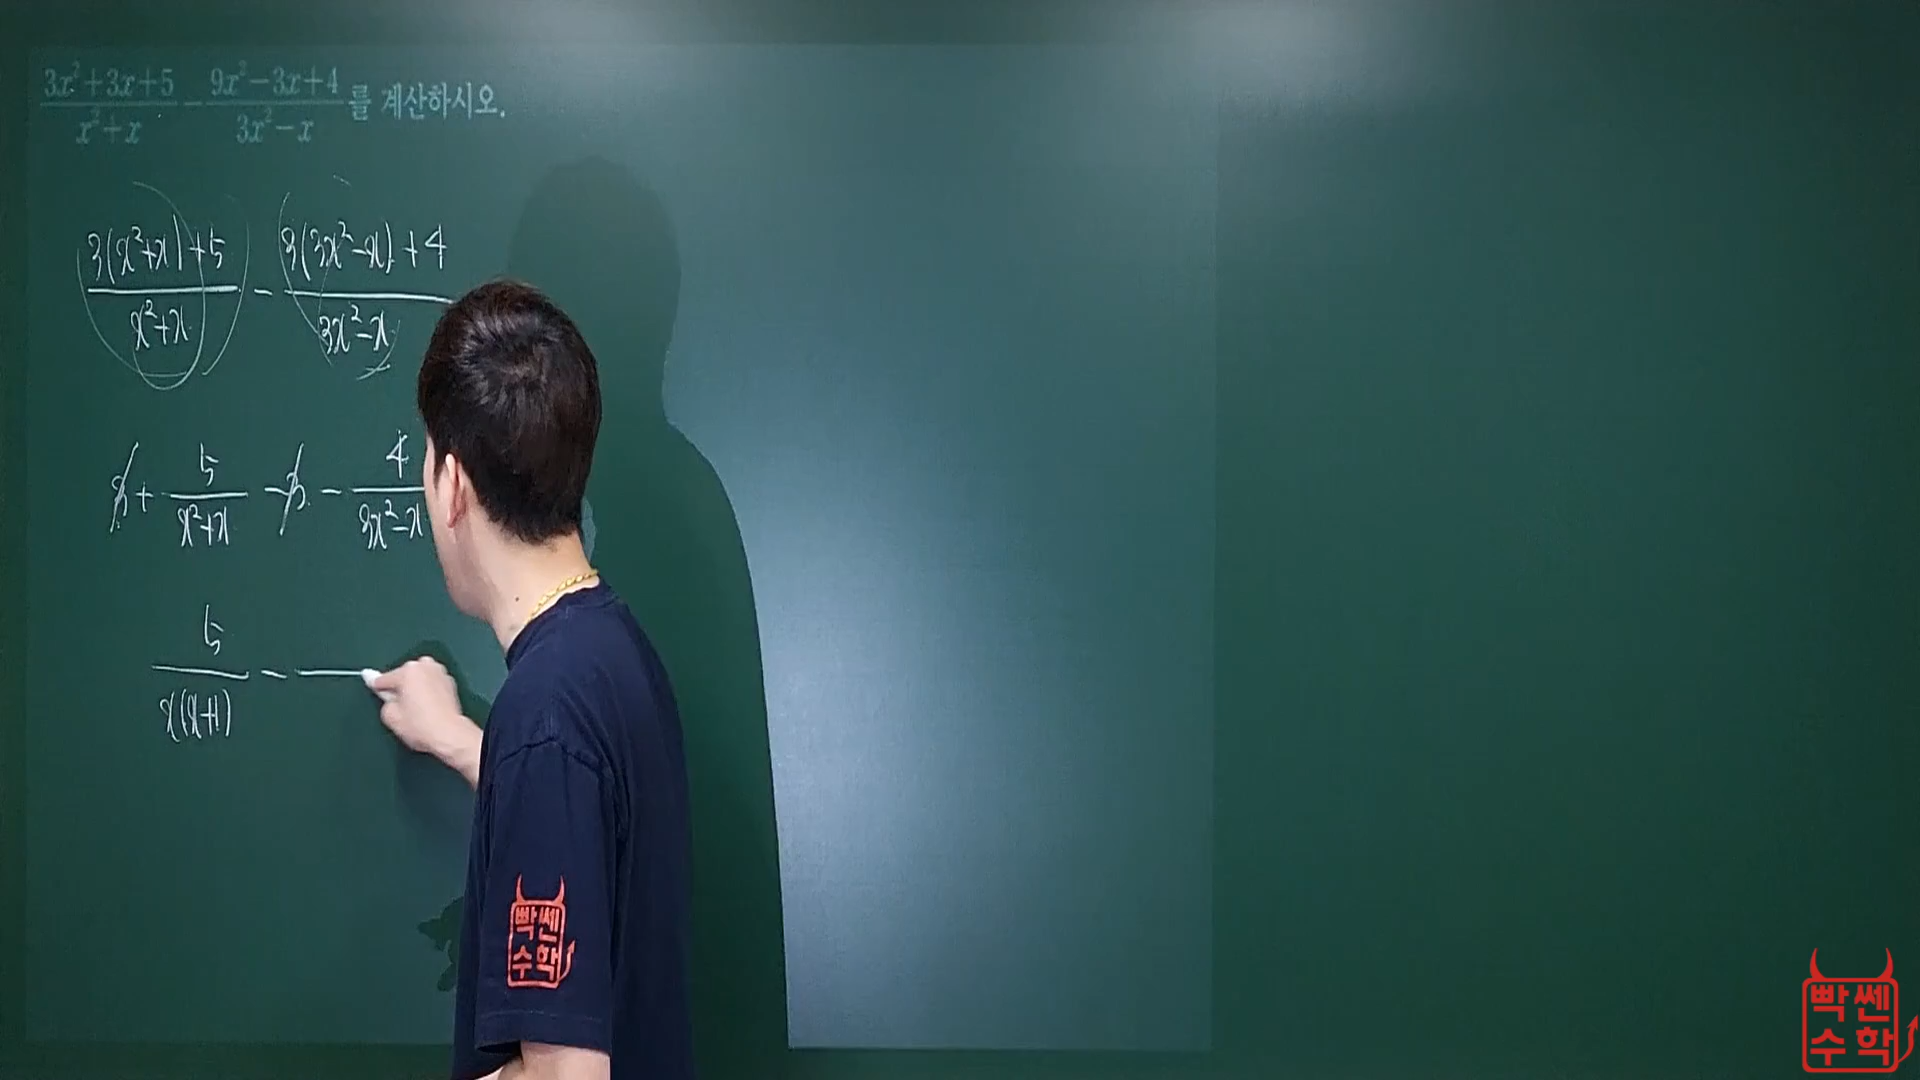 (3x²+3x+5)/(x²+x) − (9x²−3x+4)/(3x²−x) 를 계산하시오.
(3(x²+x)+5)/(x²+x) − (3(3x²−x)+4)/(3x²−x)
3 + 5/(x²+x) − 3 − 4/(3x²−x)
5/(x(x+1)) −
빡쎈
수학
빡쎈
수학